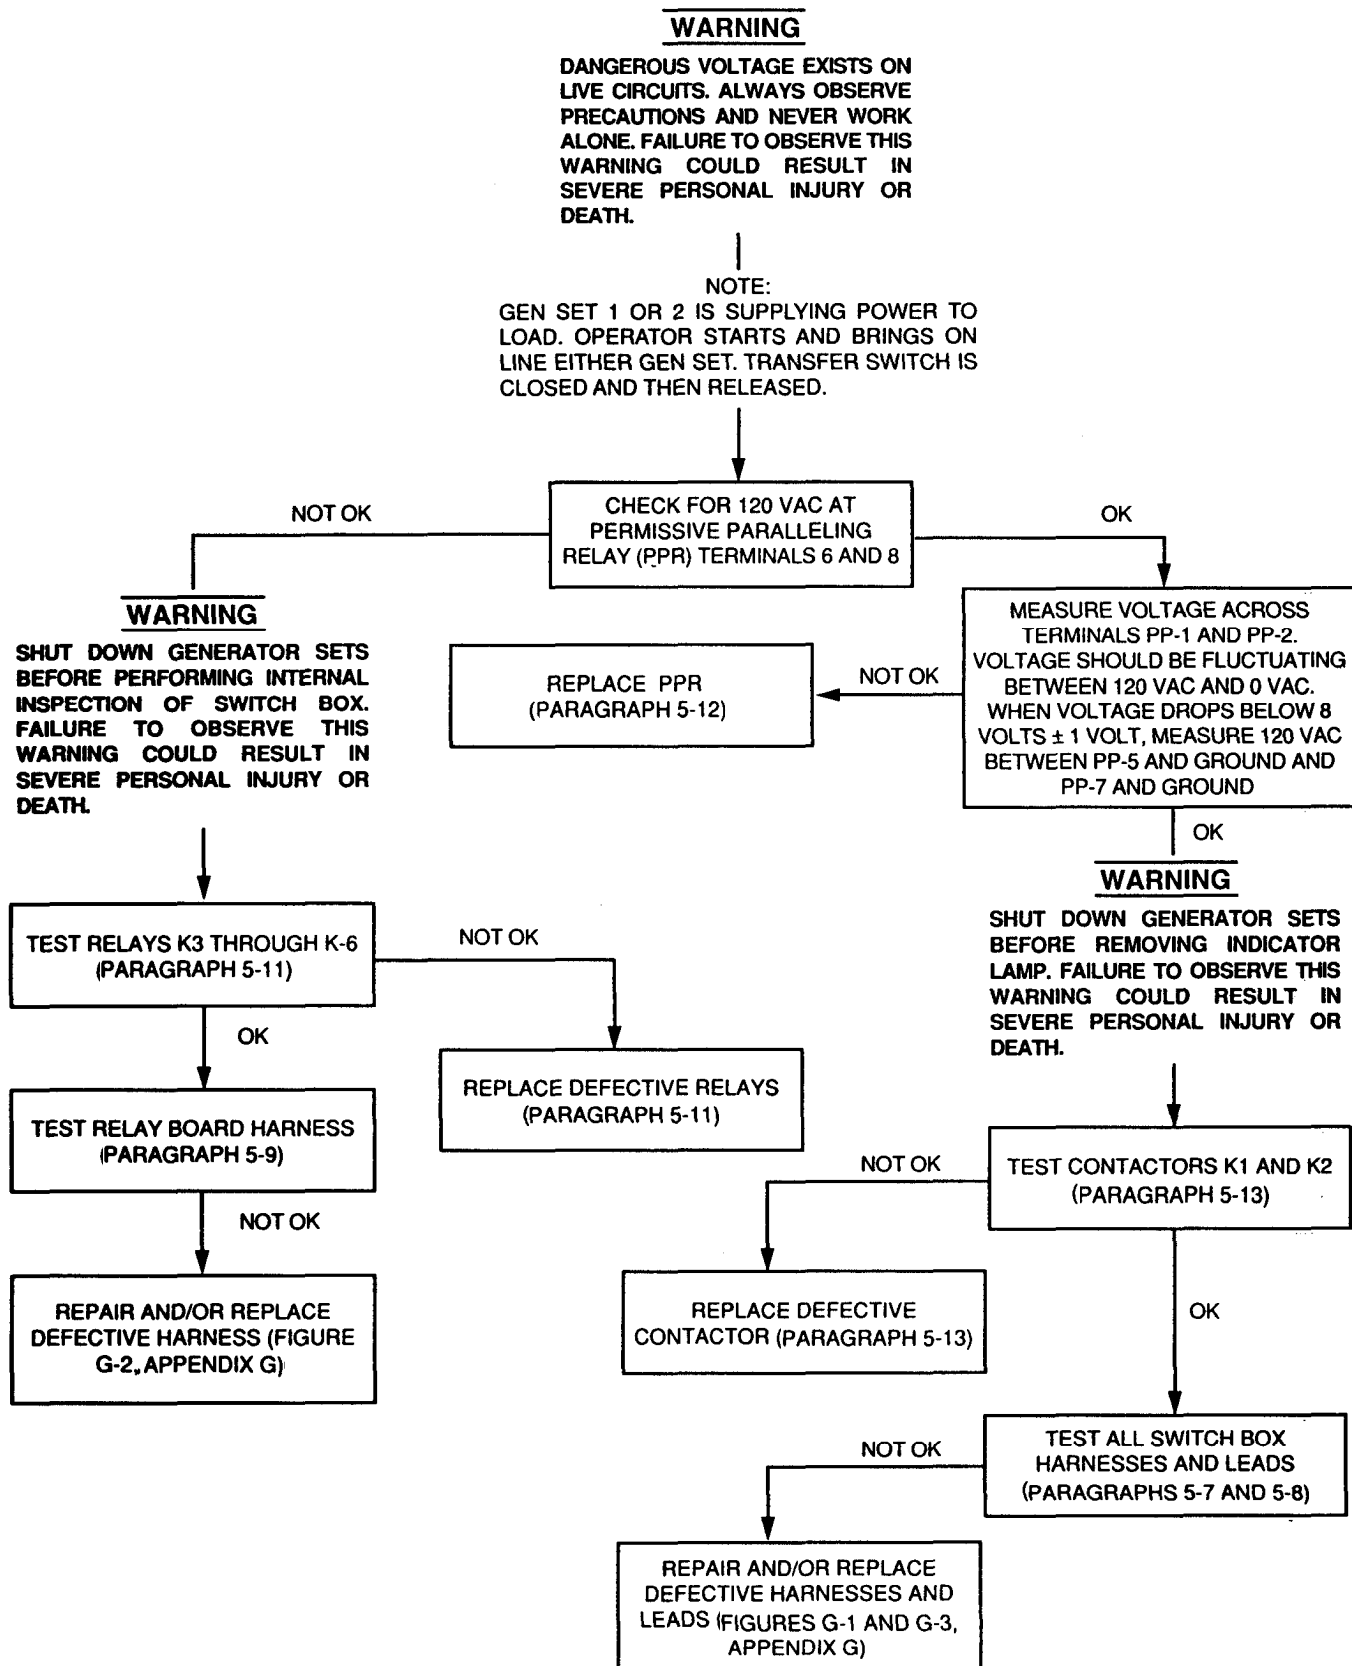 WARNING
DANGEROUS VOLTAGE EXISTS ON
LIVE CIRCUITS. ALWAYS OBSERVE
PRECAUTIONS AND NEVER WORK
ALONE. FAILURE TO OBSERVE THIS
WARNING COULD RESULT IN
SEVERE PERSONAL INJURY OR
DEATH.
NOTE:
GEN SET 1 OR 2 IS SUPPLYING POWER TO
LOAD. OPERATOR STARTS AND BRINGS ON
LINE EITHER GEN SET. TRANSFER SWITCH IS
CLOSED AND THEN RELEASED.
CHECK FOR 120 VAC AT
PERMISSIVE PARALLELING
RELAY (PPR) TERMINALS 6 AND 8
NOT OK
OK
WARNING
SHUT DOWN GENERATOR SETS
BEFORE PERFORMING INTERNAL
INSPECTION OF SWITCH BOX.
FAILURE TO OBSERVE THIS
WARNING COULD RESULT IN
SEVERE PERSONAL INJURY OR
DEATH.
MEASURE VOLTAGE ACROSS
TERMINALS PP-1 AND PP-2.
VOLTAGE SHOULD BE FLUCTUATING
BETWEEN 120 VAC AND 0 VAC.
WHEN VOLTAGE DROPS BELOW 8
VOLTS ± 1 VOLT, MEASURE 120 VAC
BETWEEN PP-5 AND GROUND AND
PP-7 AND GROUND
NOT OK
REPLACE PPR
(PARAGRAPH 5-12)
OK
WARNING
SHUT DOWN GENERATOR SETS
BEFORE REMOVING INDICATOR
LAMP. FAILURE TO OBSERVE THIS
WARNING COULD RESULT IN
SEVERE PERSONAL INJURY OR
DEATH.
TEST RELAYS K3 THROUGH K-6
(PARAGRAPH 5-11)
NOT OK
OK
REPLACE DEFECTIVE RELAYS
(PARAGRAPH 5-11)
TEST RELAY BOARD HARNESS
(PARAGRAPH 5-9)
NOT OK
REPAIR AND/OR REPLACE
DEFECTIVE HARNESS (FIGURE
G-2, APPENDIX G)
TEST CONTACTORS K1 AND K2
(PARAGRAPH 5-13)
NOT OK
REPLACE DEFECTIVE
CONTACTOR (PARAGRAPH 5-13)
OK
TEST ALL SWITCH BOX
HARNESSES AND LEADS
(PARAGRAPHS 5-7 AND 5-8)
NOT OK
REPAIR AND/OR REPLACE
DEFECTIVE HARNESSES AND
LEADS (FIGURES G-1 AND G-3,
APPENDIX G)